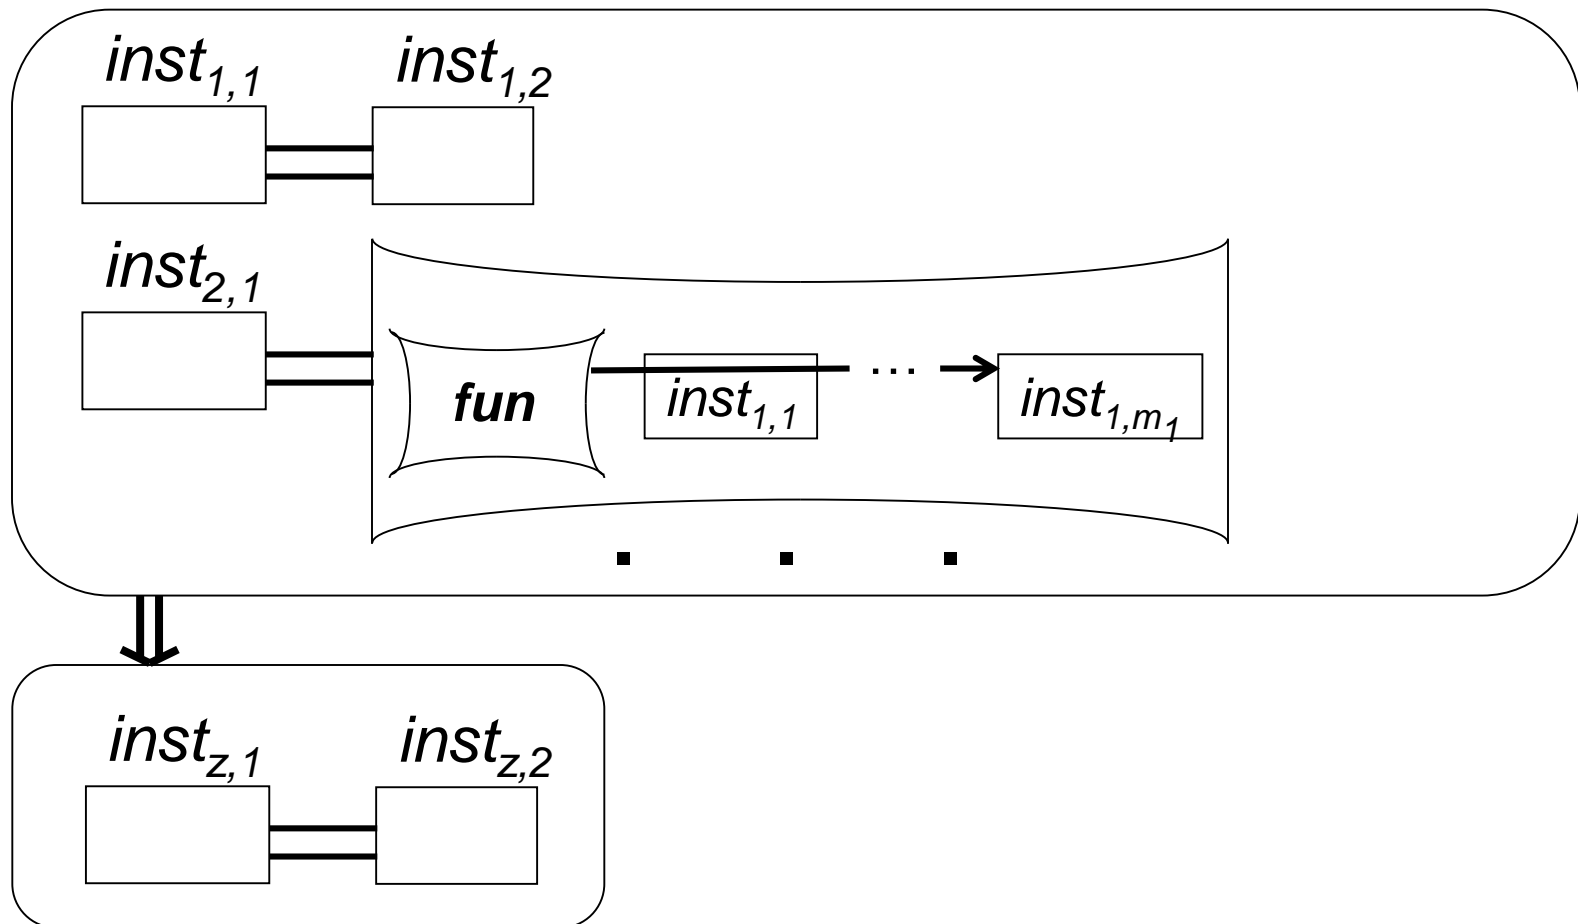 inst1,1 inst1,2
inst2,1
fun inst1,1 ... inst1,m1
. . .
instz,1 instz,2